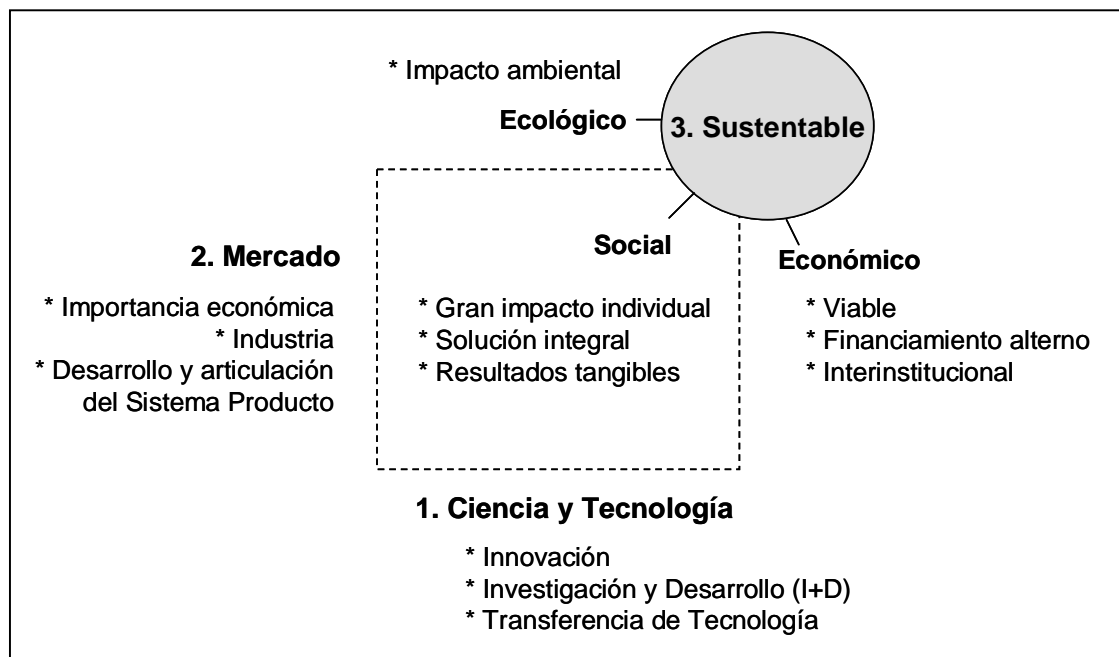 * Impacto ambiental
Ecológico
3. Sustentable
Social
Económico
2. Mercado
* Importancia económica
* Industria
* Desarrollo y articulación
del Sistema Producto
* Gran impacto individual
* Solución integral
* Resultados tangibles
* Viable
* Financiamiento alterno
* Interinstitucional
1. Ciencia y Tecnología
* Innovación
* Investigación y Desarrollo (I+D)
* Transferencia de Tecnología